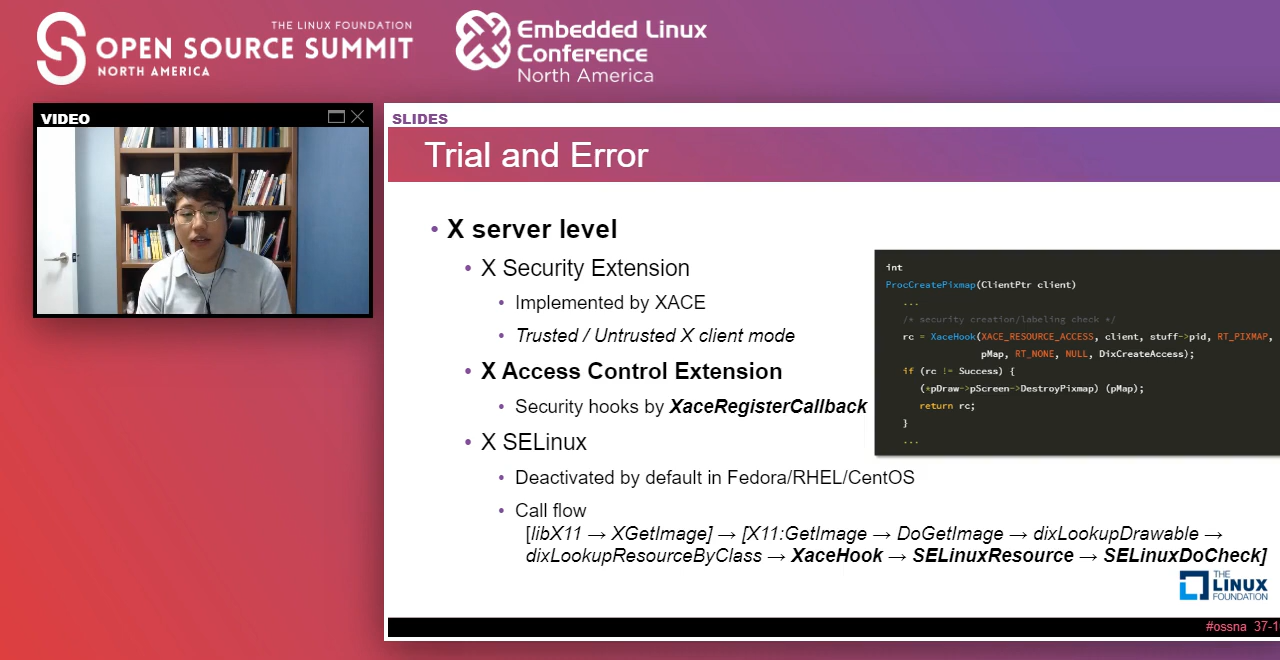 THE LINUX FOUNDATION
OPEN SOURCE SUMMIT
NORTH AMERICA
Embedded Linux
Conference
North America
VIDEO
SLIDES
Trial and Error
• X server level
• X Security Extension
• Implemented by XACE
• Trusted / Untrusted X client mode
• X Access Control Extension
• Security hooks by XaceRegisterCallback
• X SELinux
• Deactivated by default in Fedora/RHEL/CentOS
• Call flow
[libX11 → XGetImage] → [X11:GetImage → DoGetImage → dixLookupDrawable →
dixLookupResourceByClass → XaceHook → SELinuxResource → SELinuxDoCheck]
int
ProcCreatePixmap(ClientPtr client)
...
/* security creation/labeling check */
rc = XaceHook(XACE_RESOURCE_ACCESS, client, stuff->pid, RT_PIXMAP,
pMap, RT_NONE, NULL, DixCreateAccess);
if (rc != Success) {
(*pDraw->pScreen->DestroyPixmap) (pMap);
return rc;
}
...
THE
LINUX
FOUNDATION
#ossna 37-1